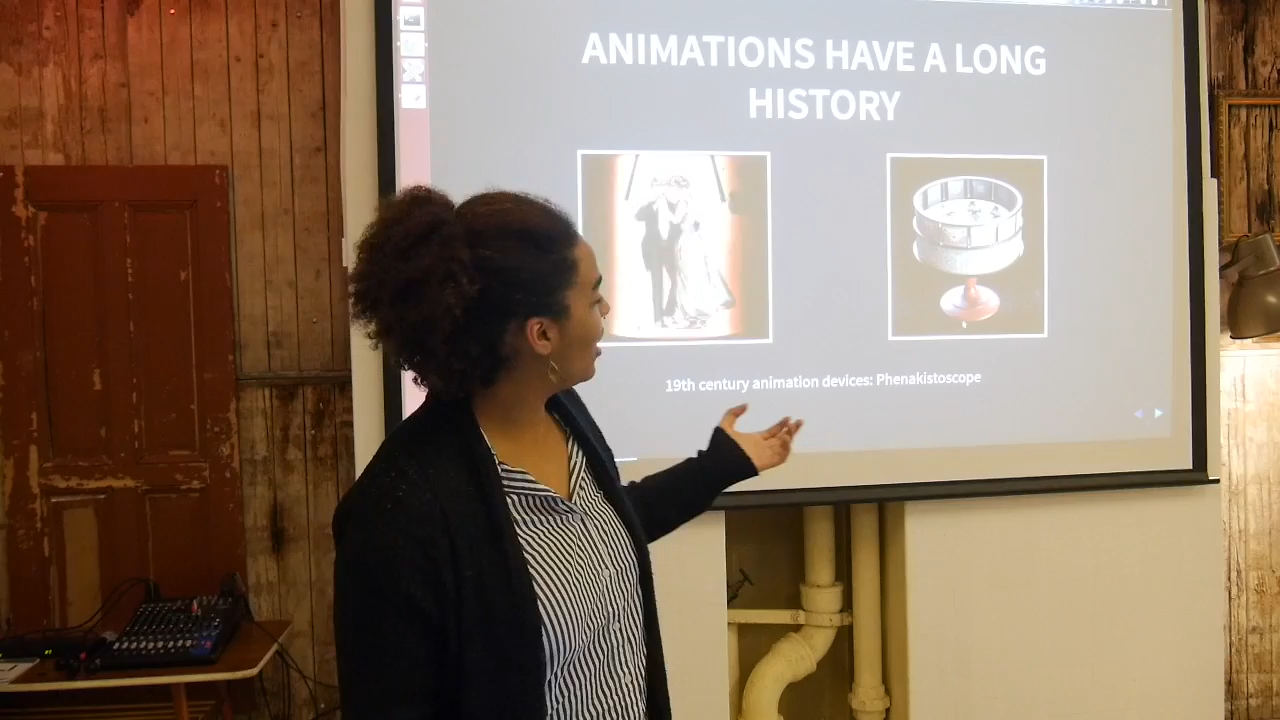 ANIMATIONS HAVE A LONG
HISTORY
19th century animation devices: Phenakistoscope